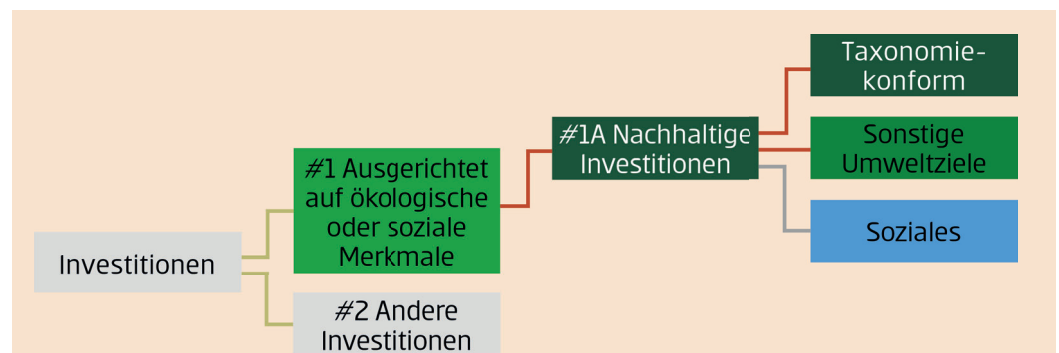 Taxonomie-
konform
#1A Nachhaltige
Investitionen
Sonstige
Umweltziele
#1 Ausgerichtet
auf ökologische
oder soziale
Merkmale
Soziales
Investitionen
#2 Andere
Investitionen